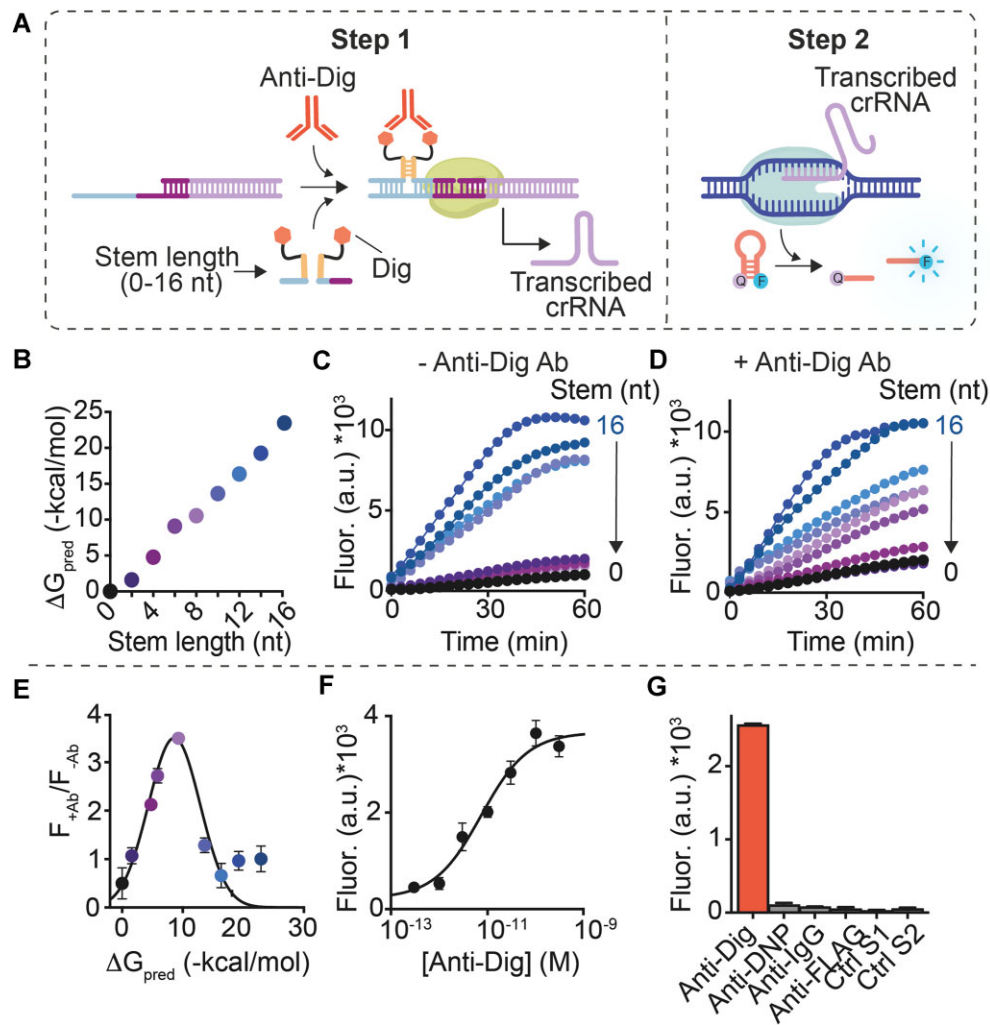 A
Step 1
Step 2
Anti-Dig
Transcribed
crRNA
Stem length
(0-16 nt)
Dig
Transcribed
crRNA
Q
F
Q
F
B
ΔGpred (-kcal/mol)
25
20
15
10
5
0
0
4
8
12
16
Stem length (nt)
C
- Anti-Dig Ab
Stem (nt)
Fluor. (a.u.) *10³
10
5
0
16
0
0
30
60
Time (min)
D
+ Anti-Dig Ab
Stem (nt)
Fluor. (a.u.) *10³
10
5
0
16
0
0
30
60
Time (min)
E
F+Ab/F-Ab
4
3
2
1
0
0
10
20
30
ΔGpred (-kcal/mol)
F
Fluor. (a.u.)*10³
4
2
0
10⁻¹³
10⁻¹¹
10⁻⁹
[Anti-Dig] (M)
G
Fluor. (a.u.) *10³
2
0
Anti-Dig
Anti-DNP
Anti-IgG
Anti-FLAG
Ctrl S1
Ctrl S2